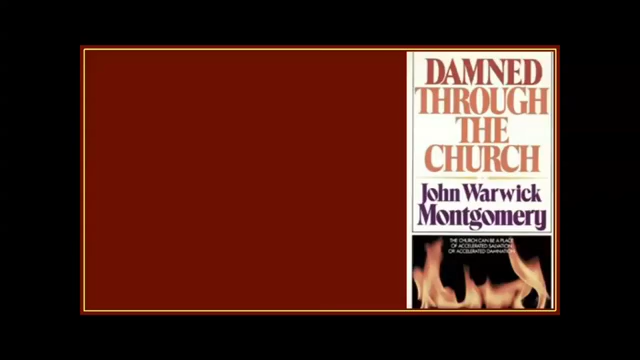 DAMNED
THROUGH
THE
CHURCH
John Warwick
Montgomery
THE CHURCH CAN BE A PLACE
OF ACCELERATED SALVATION
OR ACCELERATED DAMNATION